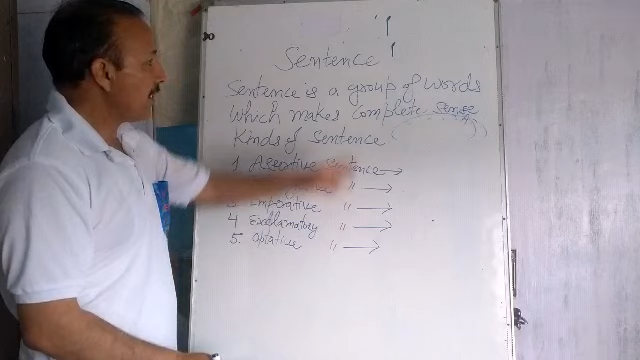 Sentence
Sentence is a group of words
which makes complete sense
Kinds of Sentence
1 Assertive Sentence →
" →
3 Imperative " →
4 Exclamatory " →
5. Optative " →